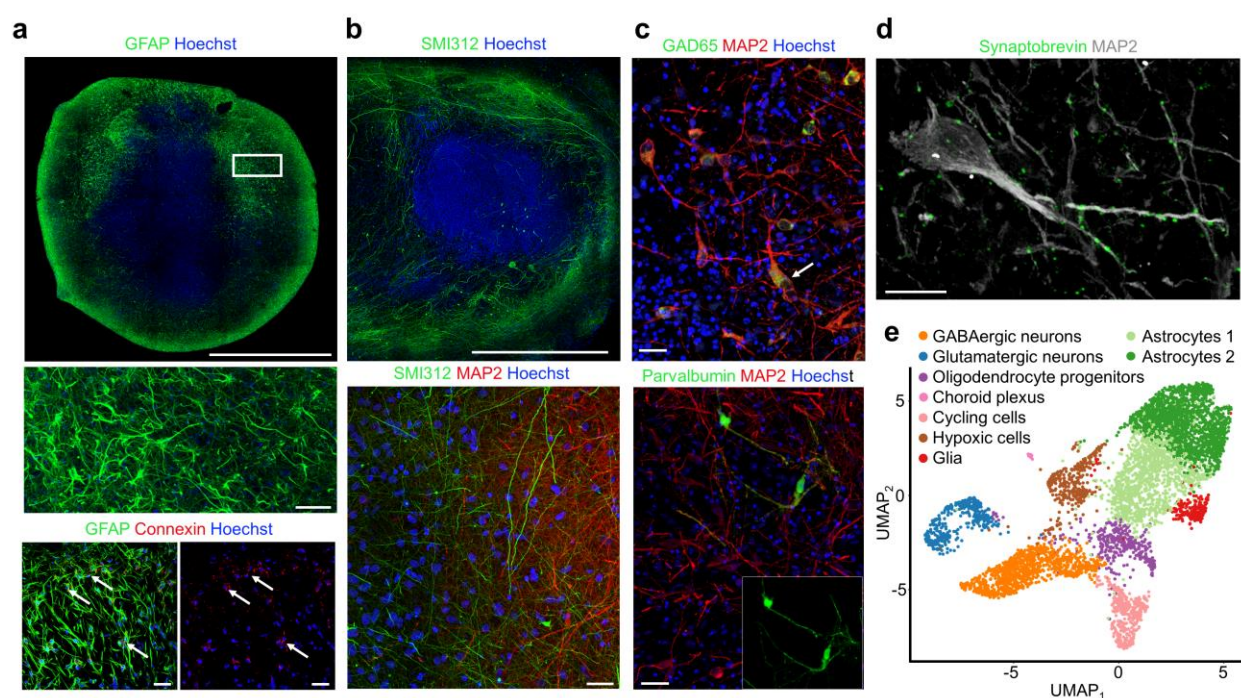 a
GFAP Hoechst
GFAP Connexin Hoechst
b
SMI312 Hoechst
SMI312 MAP2 Hoechst
c
GAD65 MAP2 Hoechst
Parvalbumin MAP2 Hoechst
d
Synaptobrevin MAP2
e
GABAergic neurons
Glutamatergic neurons
Oligodendrocyte progenitors
Choroid plexus
Cycling cells
Hypoxic cells
Glia
Astrocytes 1
Astrocytes 2
UMAP2
5
0
-5
-5
0
5
UMAP1